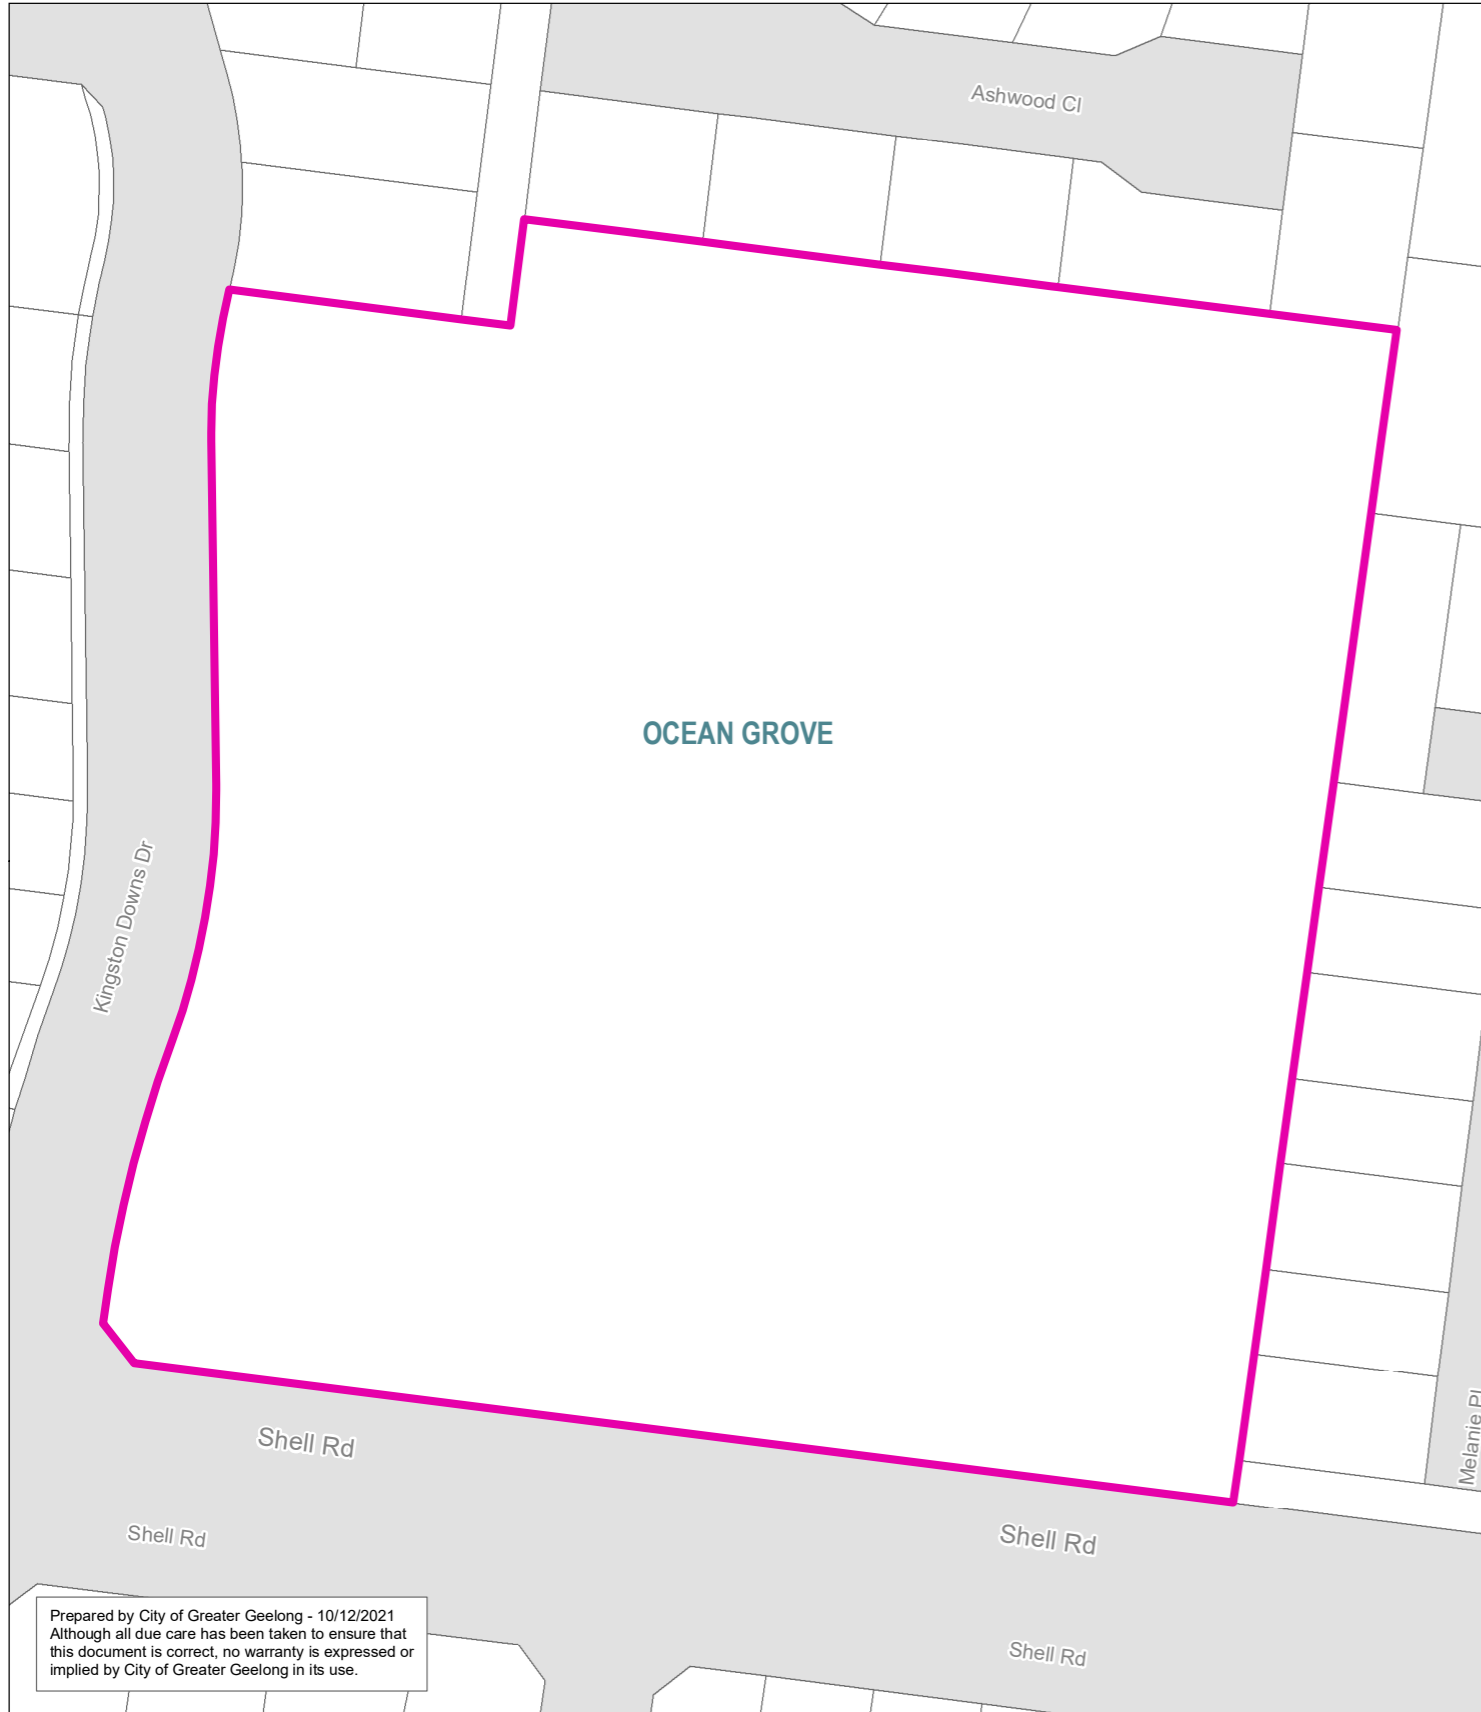 Ashwood Cl
OCEAN GROVE
Kingston Downs Dr
Shell Rd
Melanie Pl
Shell Rd
Shell Rd
Shell Rd
Prepared by City of Greater Geelong - 10/12/2021
Although all due care has been taken to ensure that
this document is correct, no warranty is expressed or
implied by City of Greater Geelong in its use.